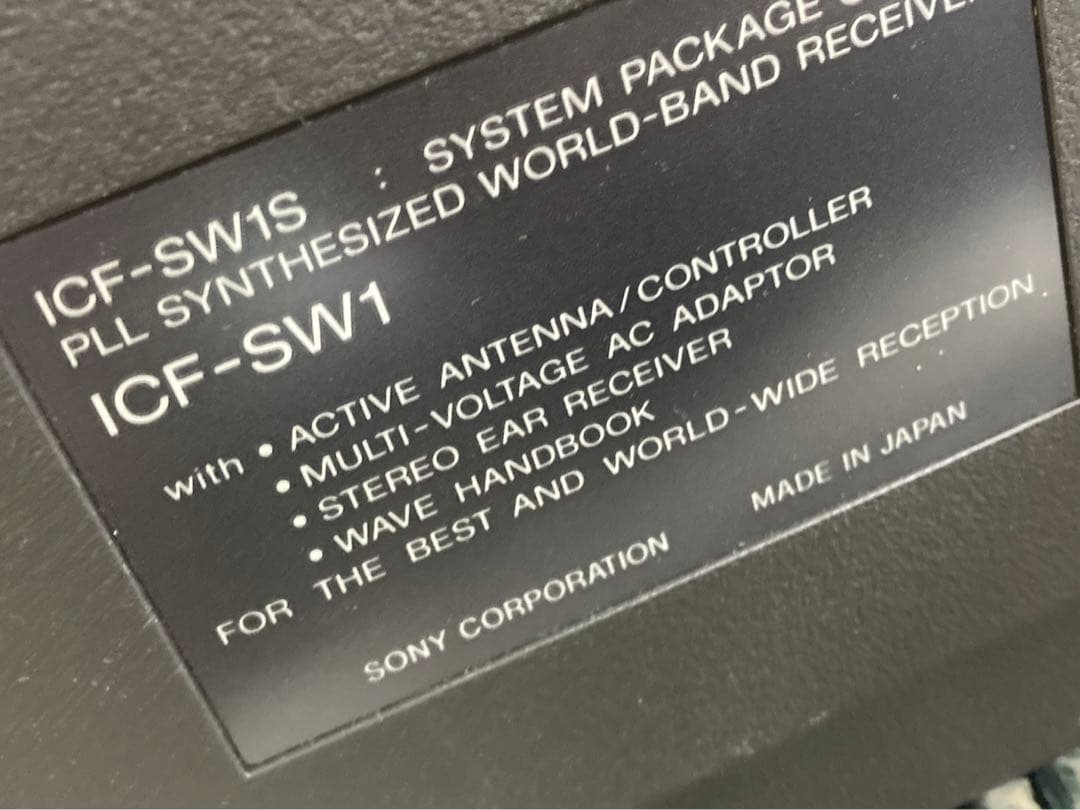 ICF-SW1S : SYSTEM PACKAGE
PLL SYNTHESIZED WORLD-BAND RECEIVER
ICF-SW1
with • ACTIVE ANTENNA/CONTROLLER
• MULTI-VOLTAGE AC ADAPTOR
• STEREO EAR RECEIVER
• WAVE HANDBOOK
FOR THE BEST AND WORLD-WIDE RECEPTION.
SONY CORPORATION MADE IN JAPAN